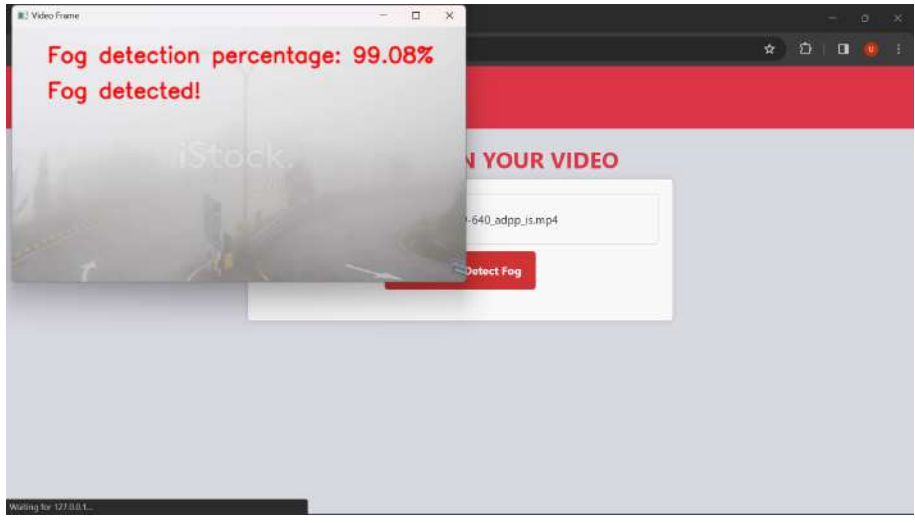 Video Frame
Fog detection percentage: 99.08%
Fog detected!
iStock.
N YOUR VIDEO
-640_adpp_is.mp4
Detect Fog
Waiting for 127.0.0.1...